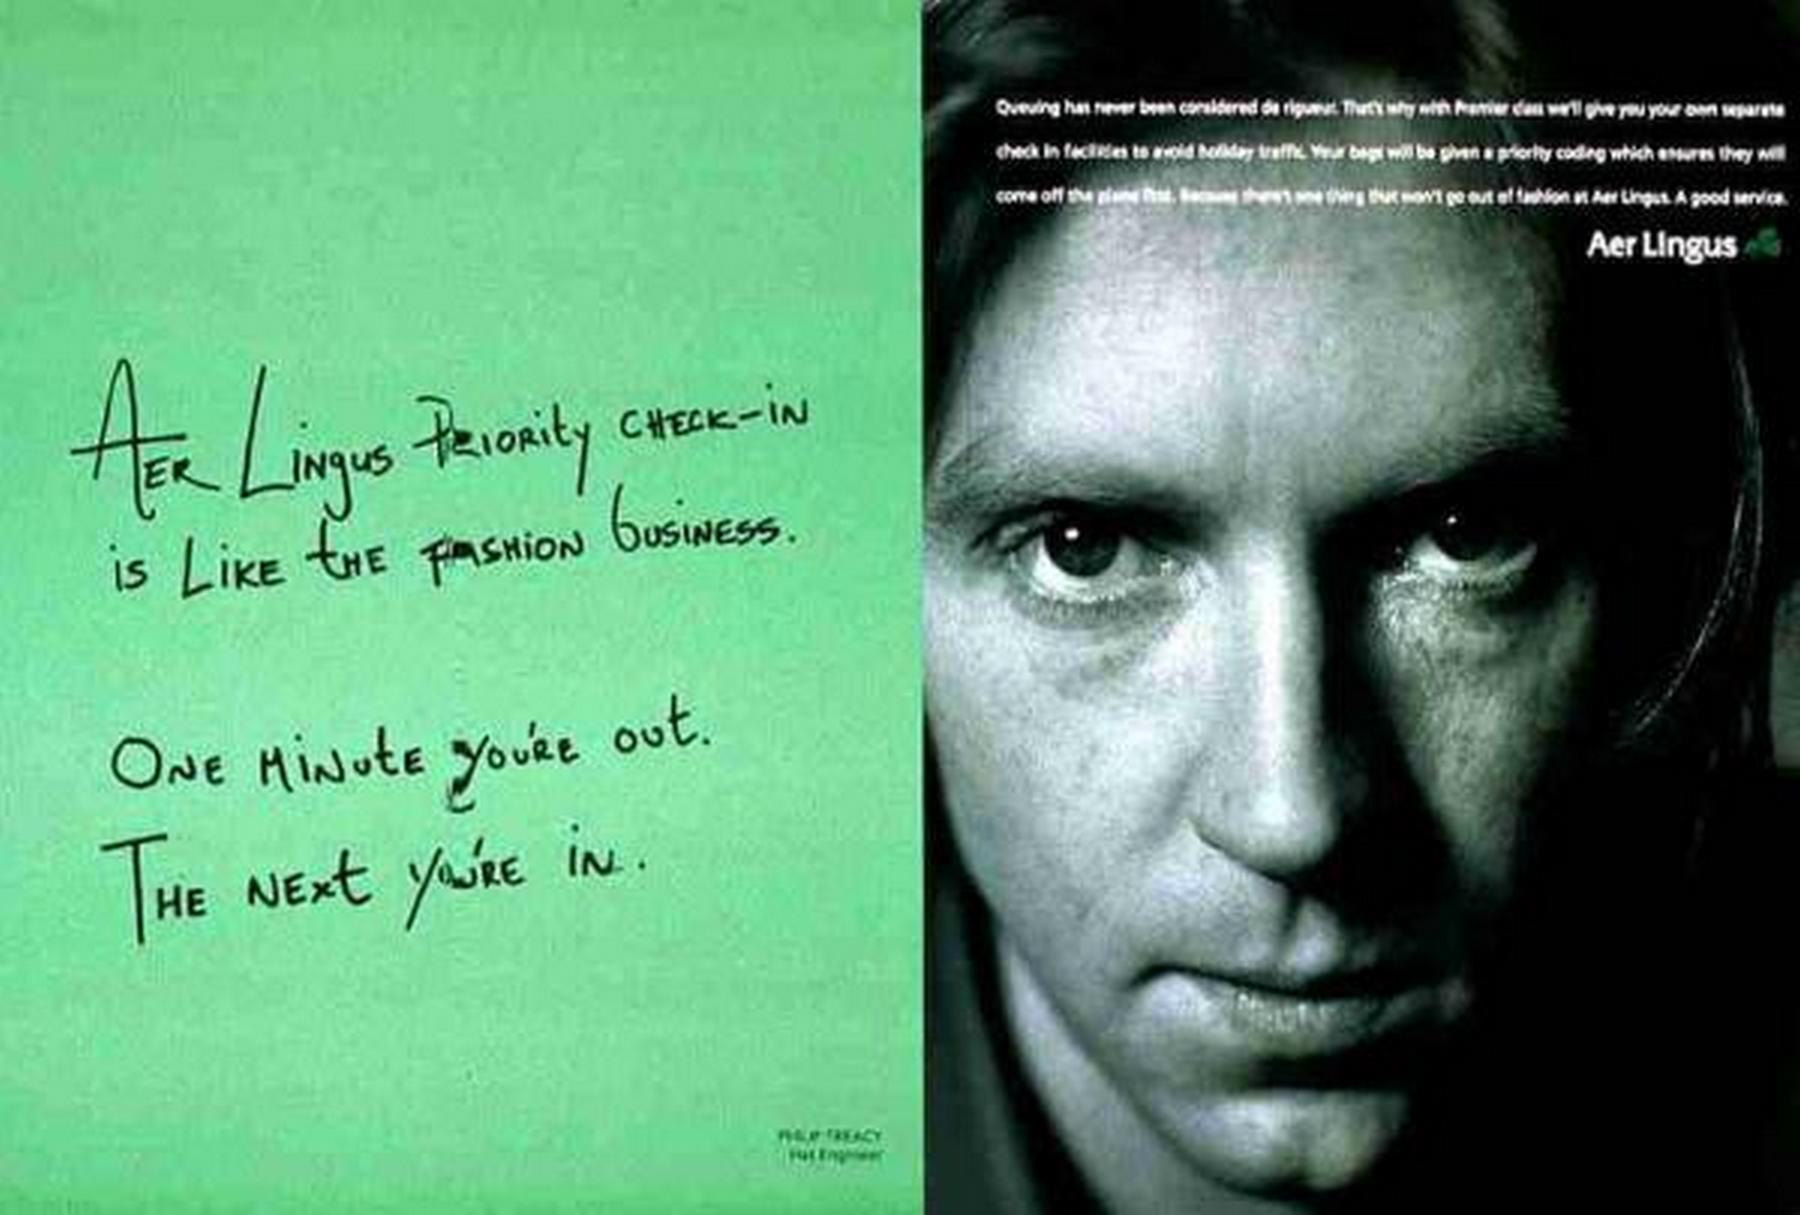 Aer Lingus Priority check-in
is Like the fashion business.
One minute you're out.
The next you're in.
PHILIP TREACY
Hat Engineer
Queuing has never been considered de rigueur. That's why with Premier class we'll give you your own separate
check in facilities to avoid holiday traffic. Your bags will be given a priority coding which ensures they will
come off the plane first. Because there's one thing that won't go out of fashion at Aer Lingus. A good service.
Aer Lingus